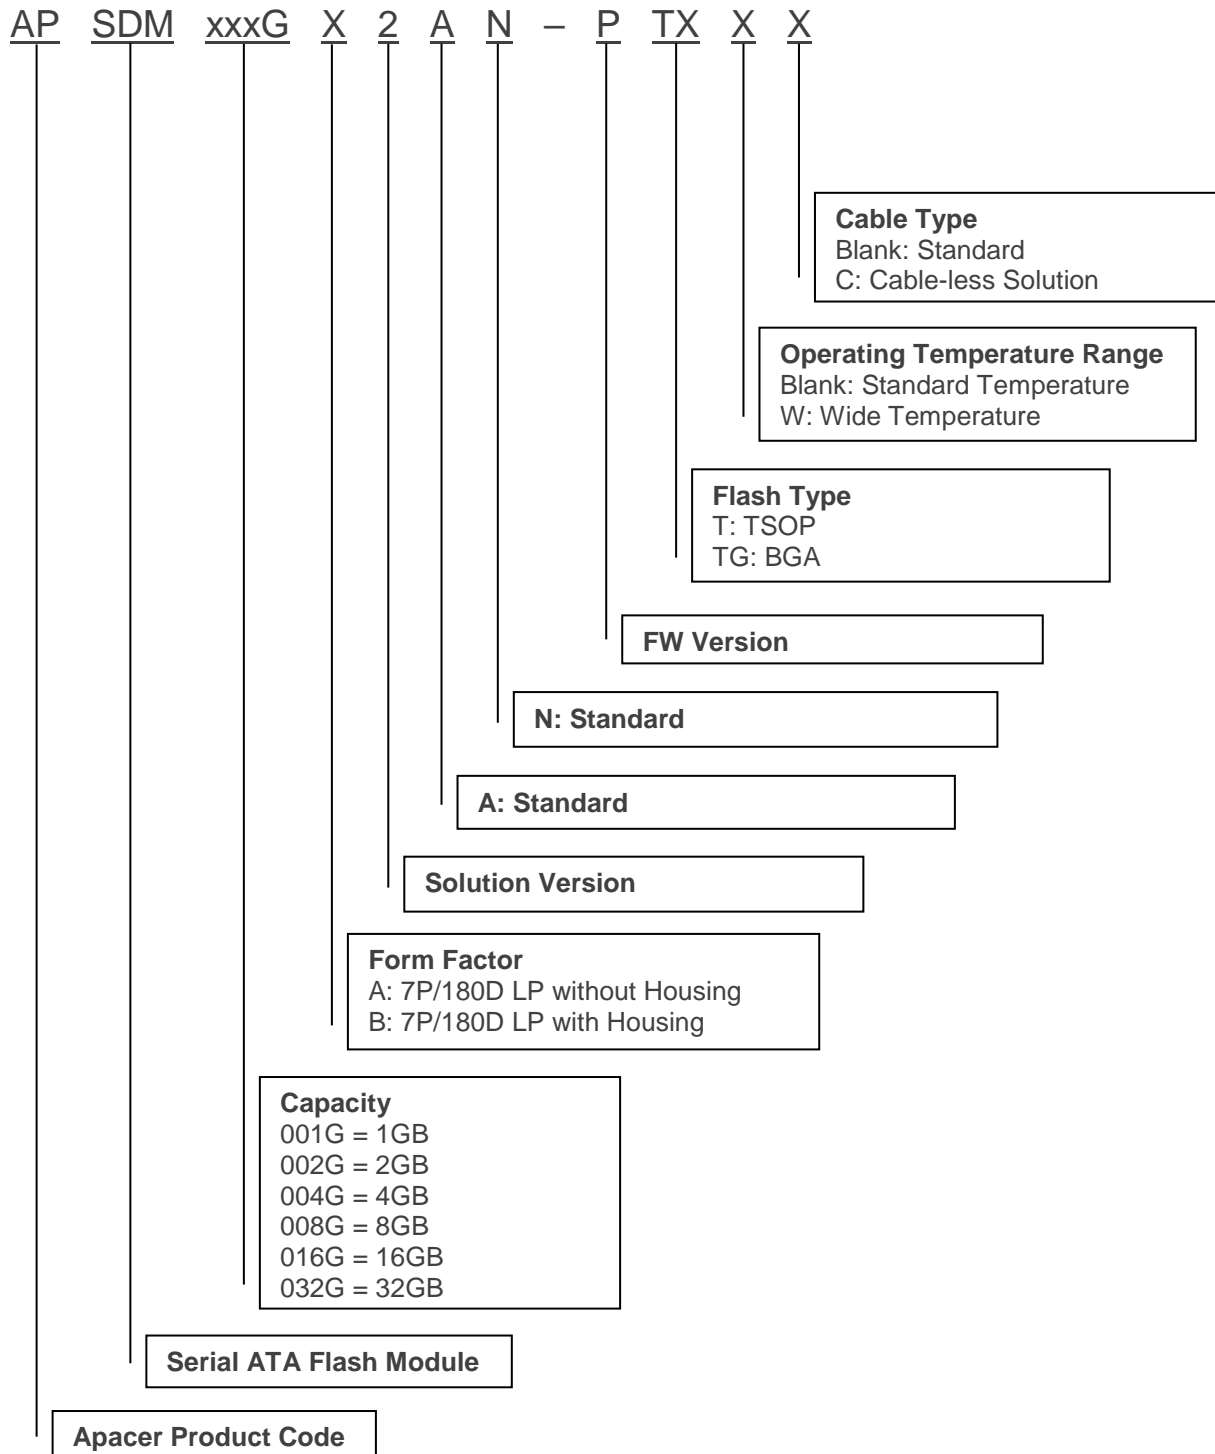 AP SDM xxxG X 2 A N – P TX X X
Cable Type
Blank: Standard
C: Cable-less Solution
Operating Temperature Range
Blank: Standard Temperature
W: Wide Temperature
Flash Type
T: TSOP
TG: BGA
FW Version
N: Standard
A: Standard
Solution Version
Form Factor
A: 7P/180D LP without Housing
B: 7P/180D LP with Housing
Capacity
001G = 1GB
002G = 2GB
004G = 4GB
008G = 8GB
016G = 16GB
032G = 32GB
Serial ATA Flash Module
Apacer Product Code